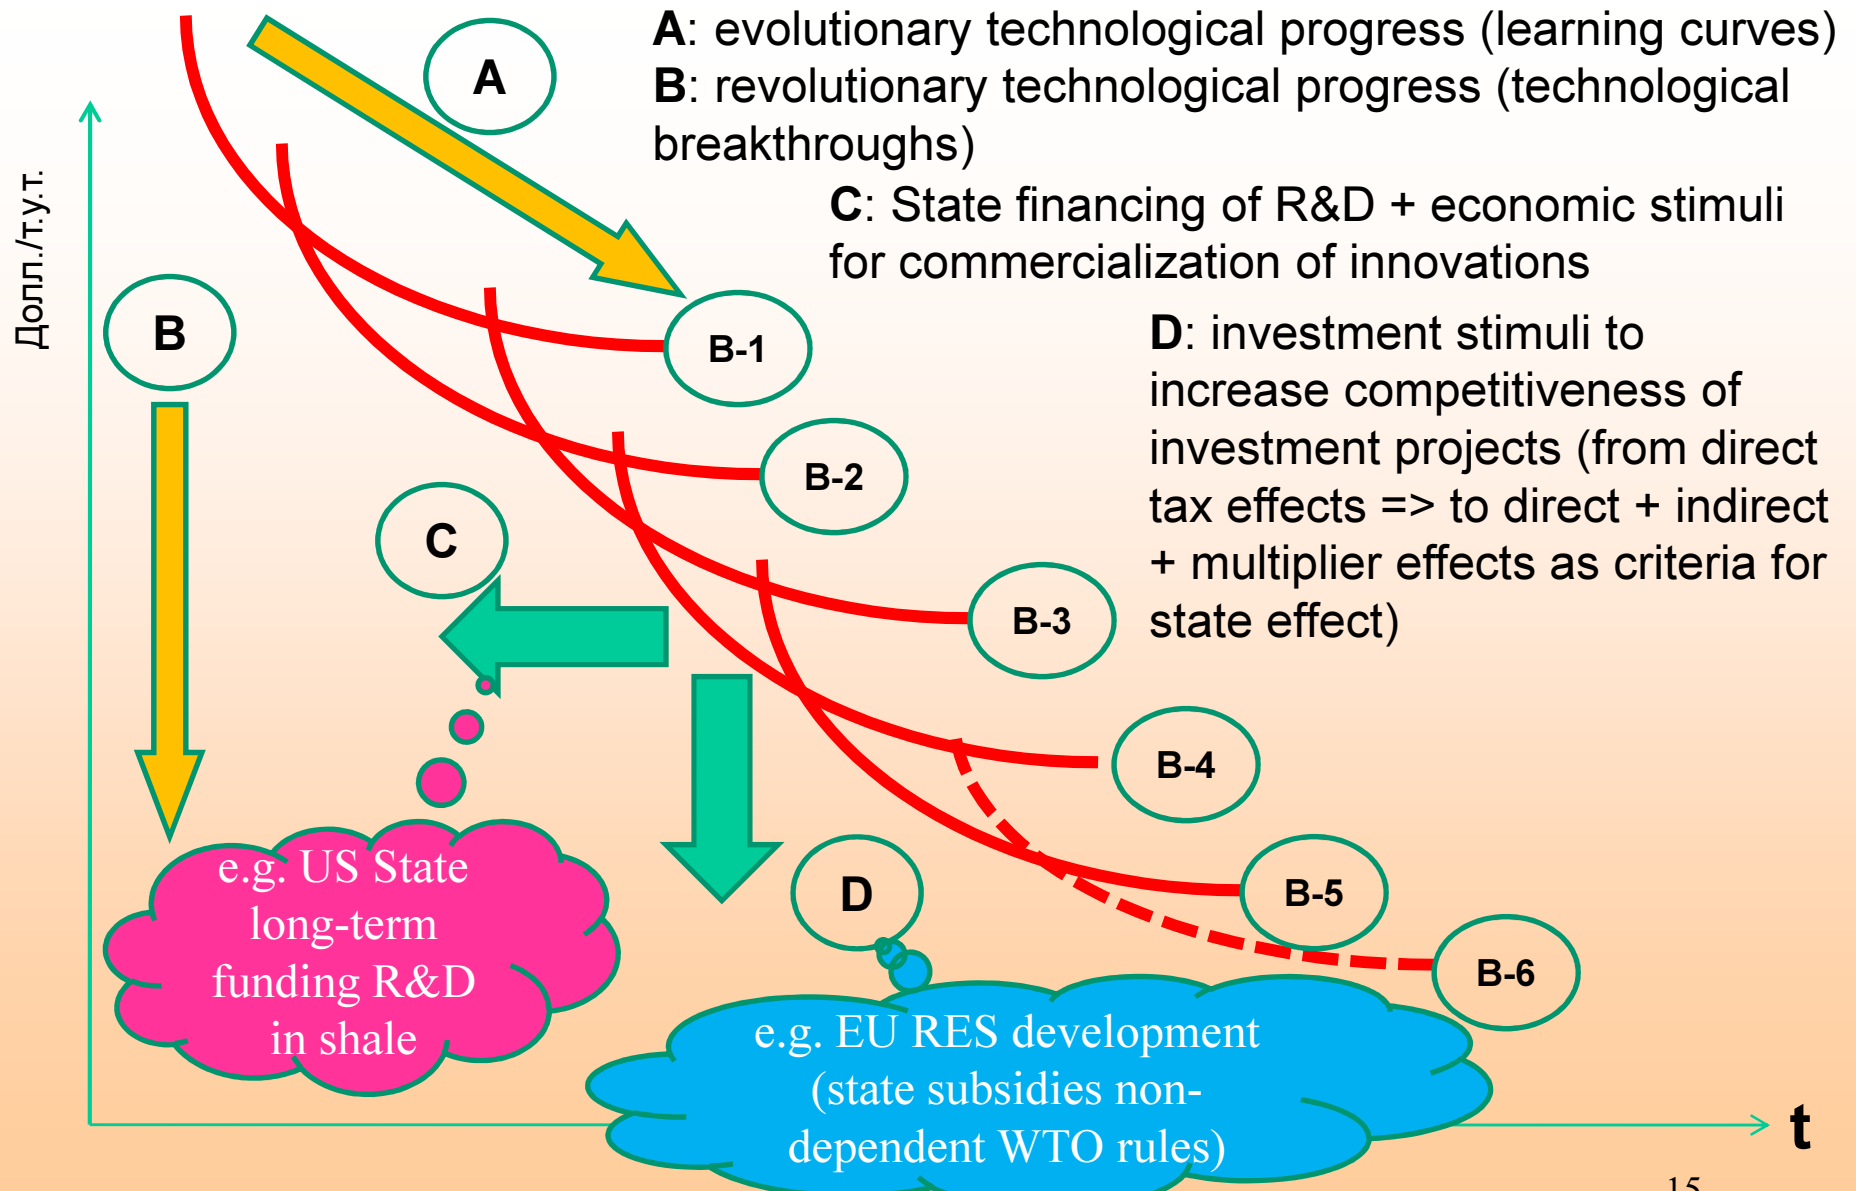 A: evolutionary technological progress (learning curves)
B: revolutionary technological progress (technological
breakthroughs)
C: State financing of R&D + economic stimuli
for commercialization of innovations
D: investment stimuli to
increase competitiveness of
investment projects (from direct
tax effects => to direct + indirect
+ multiplier effects as criteria for
state effect)
Долл./т.у.т.
A
B
B-1
B-2
C
B-3
B-4
D
B-5
B-6
e.g. US State
long-term
funding R&D
in shale
e.g. EU RES development
(state subsidies non-
dependent WTO rules)
t
15